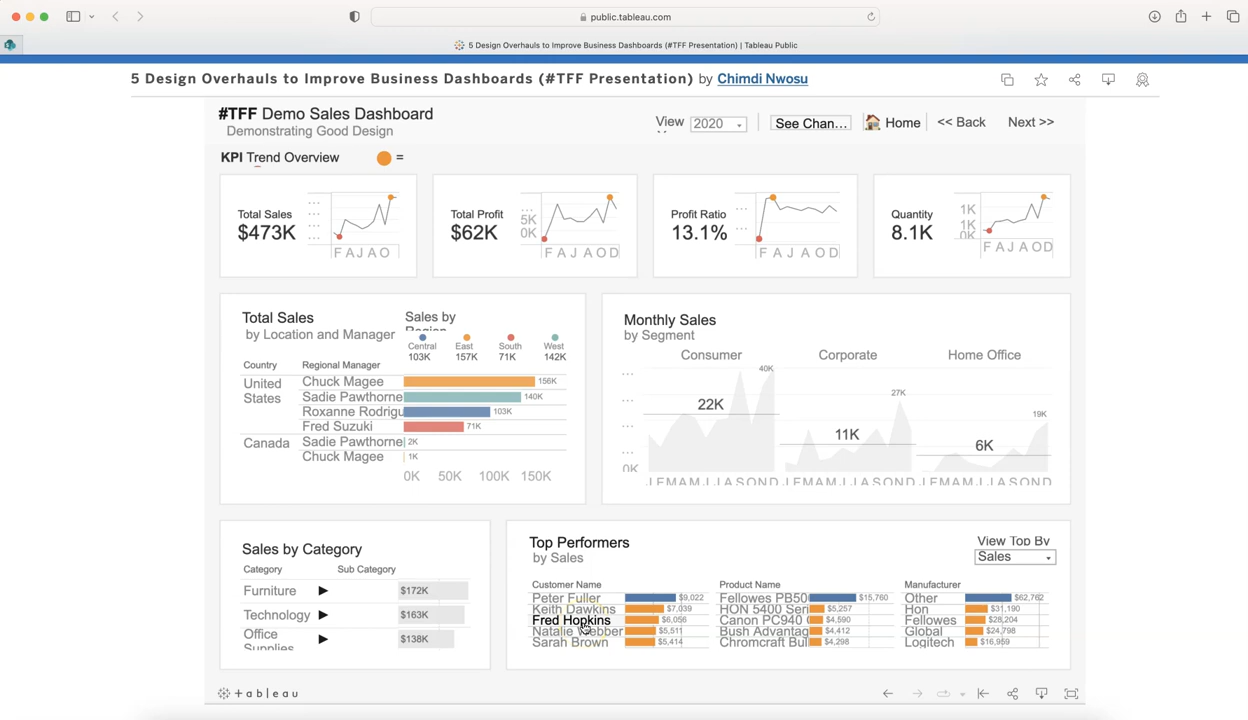 public.tableau.com
5 Design Overhauls to Improve Business Dashboards (#TFF Presentation) | Tableau Public
5 Design Overhauls to Improve Business Dashboards (#TFF Presentation) by Chimdi Nwosu
#TFF Demo Sales Dashboard
Demonstrating Good Design
View
2020
See Chan...
Home
<< Back
Next >>
KPI Trend Overview
=
Total Sales
$473K
F A J A O
Total Profit
$62K
...
5K
0K
F A J A O D
Profit Ratio
13.1%
...
...
F A J A O D
Quantity
8.1K
1K
1K
0K
F A J A O D
Total Sales
by Location and Manager
Sales by
Region
Central East South West
103K 157K 71K 142K
Country Regional Manager
United States
Chuck Magee 156K
Sadie Pawthorne 140K
Roxanne Rodrigu 103K
Fred Suzuki 71K
Canada Sadie Pawthorne 2K
Chuck Magee 1K
0K 50K 100K 150K
Monthly Sales
by Segment
Consumer Corporate Home Office
...
...
...
0K
40K
22K
27K
11K
19K
6K
J F M A M J J A S O N D J F M A M J J A S O N D J F M A M J J A S O N D
Sales by Category
Category Sub Category
Furniture $172K
Technology $163K
Office Supplies $138K
Top Performers
by Sales
View Top By
Sales
Customer Name Product Name Manufacturer
Peter Fuller $9,022 Fellowes PB50 $15,760 Other $62,762
Keith Dawkins $7,039 HON 5400 Seri $5,257 Hon $31,190
Fred Hopkins $6,056 Canon PC940 $4,590 Fellowes $28,204
Natalie Webber $5,511 Bush Advantag $4,412 Global $24,798
Sarah Brown $5,414 Chromcraft Bul $4,298 Logitech $16,959
+ableau